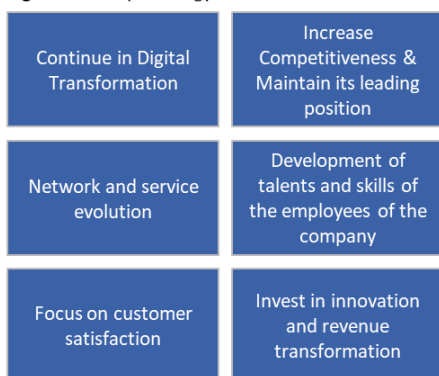 Continue in Digital
Transformation
Increase
Competitiveness &
Maintain its leading
position
Network and service
evolution
Development of
talents and skills of
the employees of the
company
Focus on customer
satisfaction
Invest in innovation
and revenue
transformation